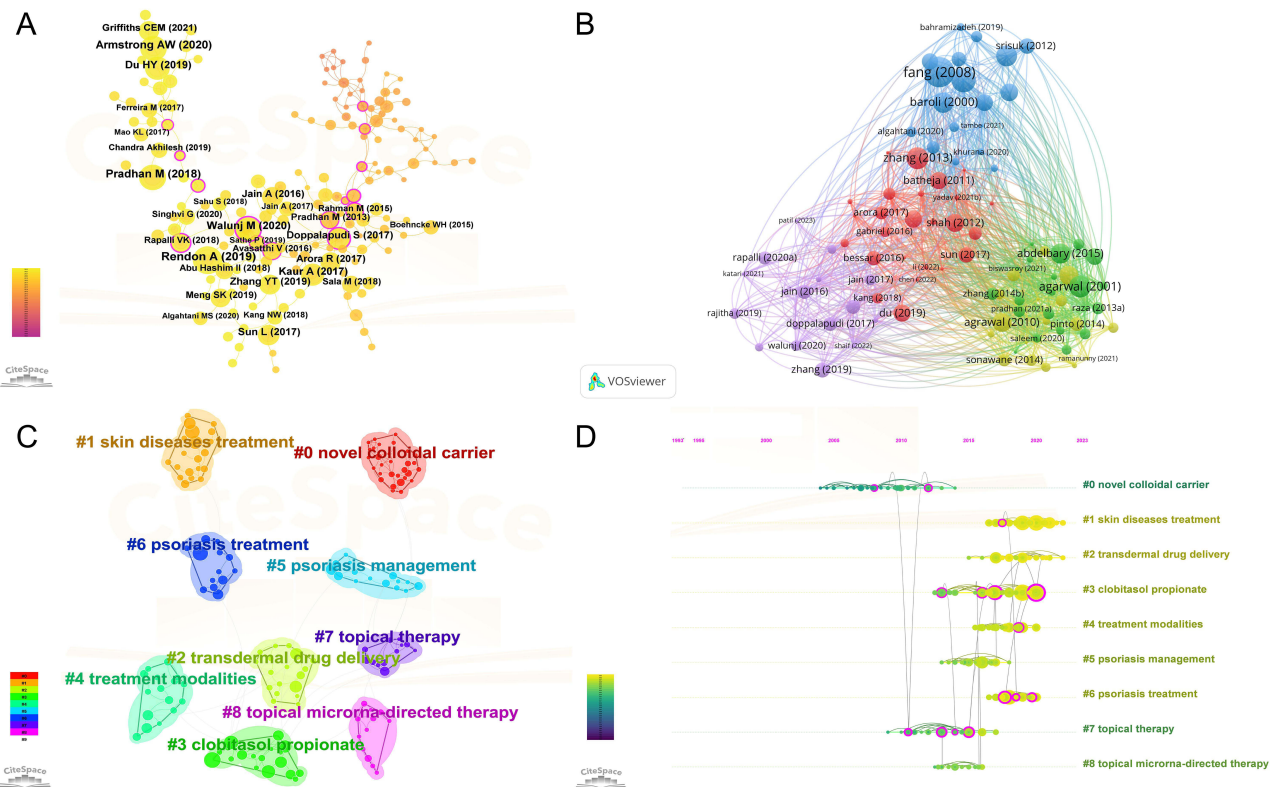 A
Griffiths CEM (2021)
Armstrong AW (2020)
Du HY (2019)
Ferreira M (2017)
Mao KL (2017)
Chandra Akhilesh (2019)
Pradhan M (2018)
Sahu S (2018)
Jain A (2016)
Jain A (2017)
Rahman M (2015)
Singhvi G (2020)
Pradhan M (2013)
Walunj M (2020)
Boehncke WH (2015)
Rapalli VK (2018)
Sathe P (2019)
Doppalapudi S (2017)
Avasatthi V (2016)
Rendon A (2019)
Arora R (2017)
Abu Hashim II (2018)
Kaur A (2017)
Zhang YT (2019)
Sala M (2018)
Meng SK (2019)
Algahtani MS (2020)
Kang NW (2018)
Sun L (2017)
CiteSpace
CiteSpace
B
bahramizadeh (2019)
srisuk (2012)
fang (2008)
baroli (2000)
tambe (2021)
algahtani (2020)
khurana (2020)
zhang (2013)
batheja (2011)
yadav (2021b)
arora (2017)
patil (2023)
shah (2012)
gabriel (2016)
abdelbary (2015)
rapalli (2020a)
bessar (2016)
sun (2017)
li (2022)
biswasroy (2021)
katari (2021)
jain (2017)
chen (2022)
agarwal (2001)
jain (2016)
kang (2018)
zhang (2014b)
rajitha (2019)
du (2019)
pradhan (2021a)
raza (2013a)
doppalapudi (2017)
agrawal (2010)
pinto (2014)
saleem (2020)
walunj (2020)
shaif (2022)
sonawane (2014)
ramanunny (2021)
zhang (2019)
VOSviewer
C
#1 skin diseases treatment
#0 novel colloidal carrier
#6 psoriasis treatment
#5 psoriasis management
#7 topical therapy
#2 transdermal drug delivery
#4 treatment modalities
#8 topical microrna-directed therapy
#3 clobitasol propionate
CiteSpace
CiteSpace
D
1995
2000
2005
2010
2015
2020
2023
#0 novel colloidal carrier
#1 skin diseases treatment
#2 transdermal drug delivery
#3 clobitasol propionate
#4 treatment modalities
#5 psoriasis management
#6 psoriasis treatment
#7 topical therapy
#8 topical microrna-directed therapy
CiteSpace